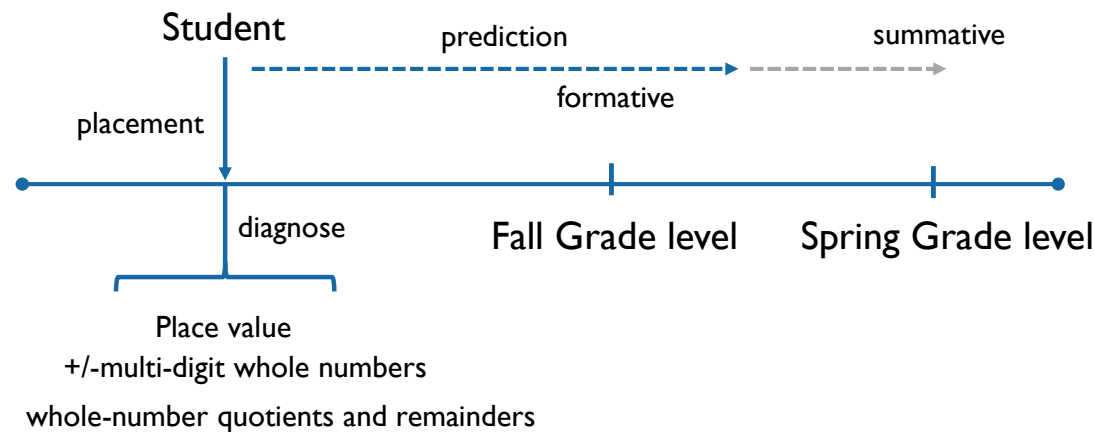 Student
prediction
summative
formative
placement
diagnose
Fall Grade level
Spring Grade level
Place value
+/-multi-digit whole numbers
whole-number quotients and remainders